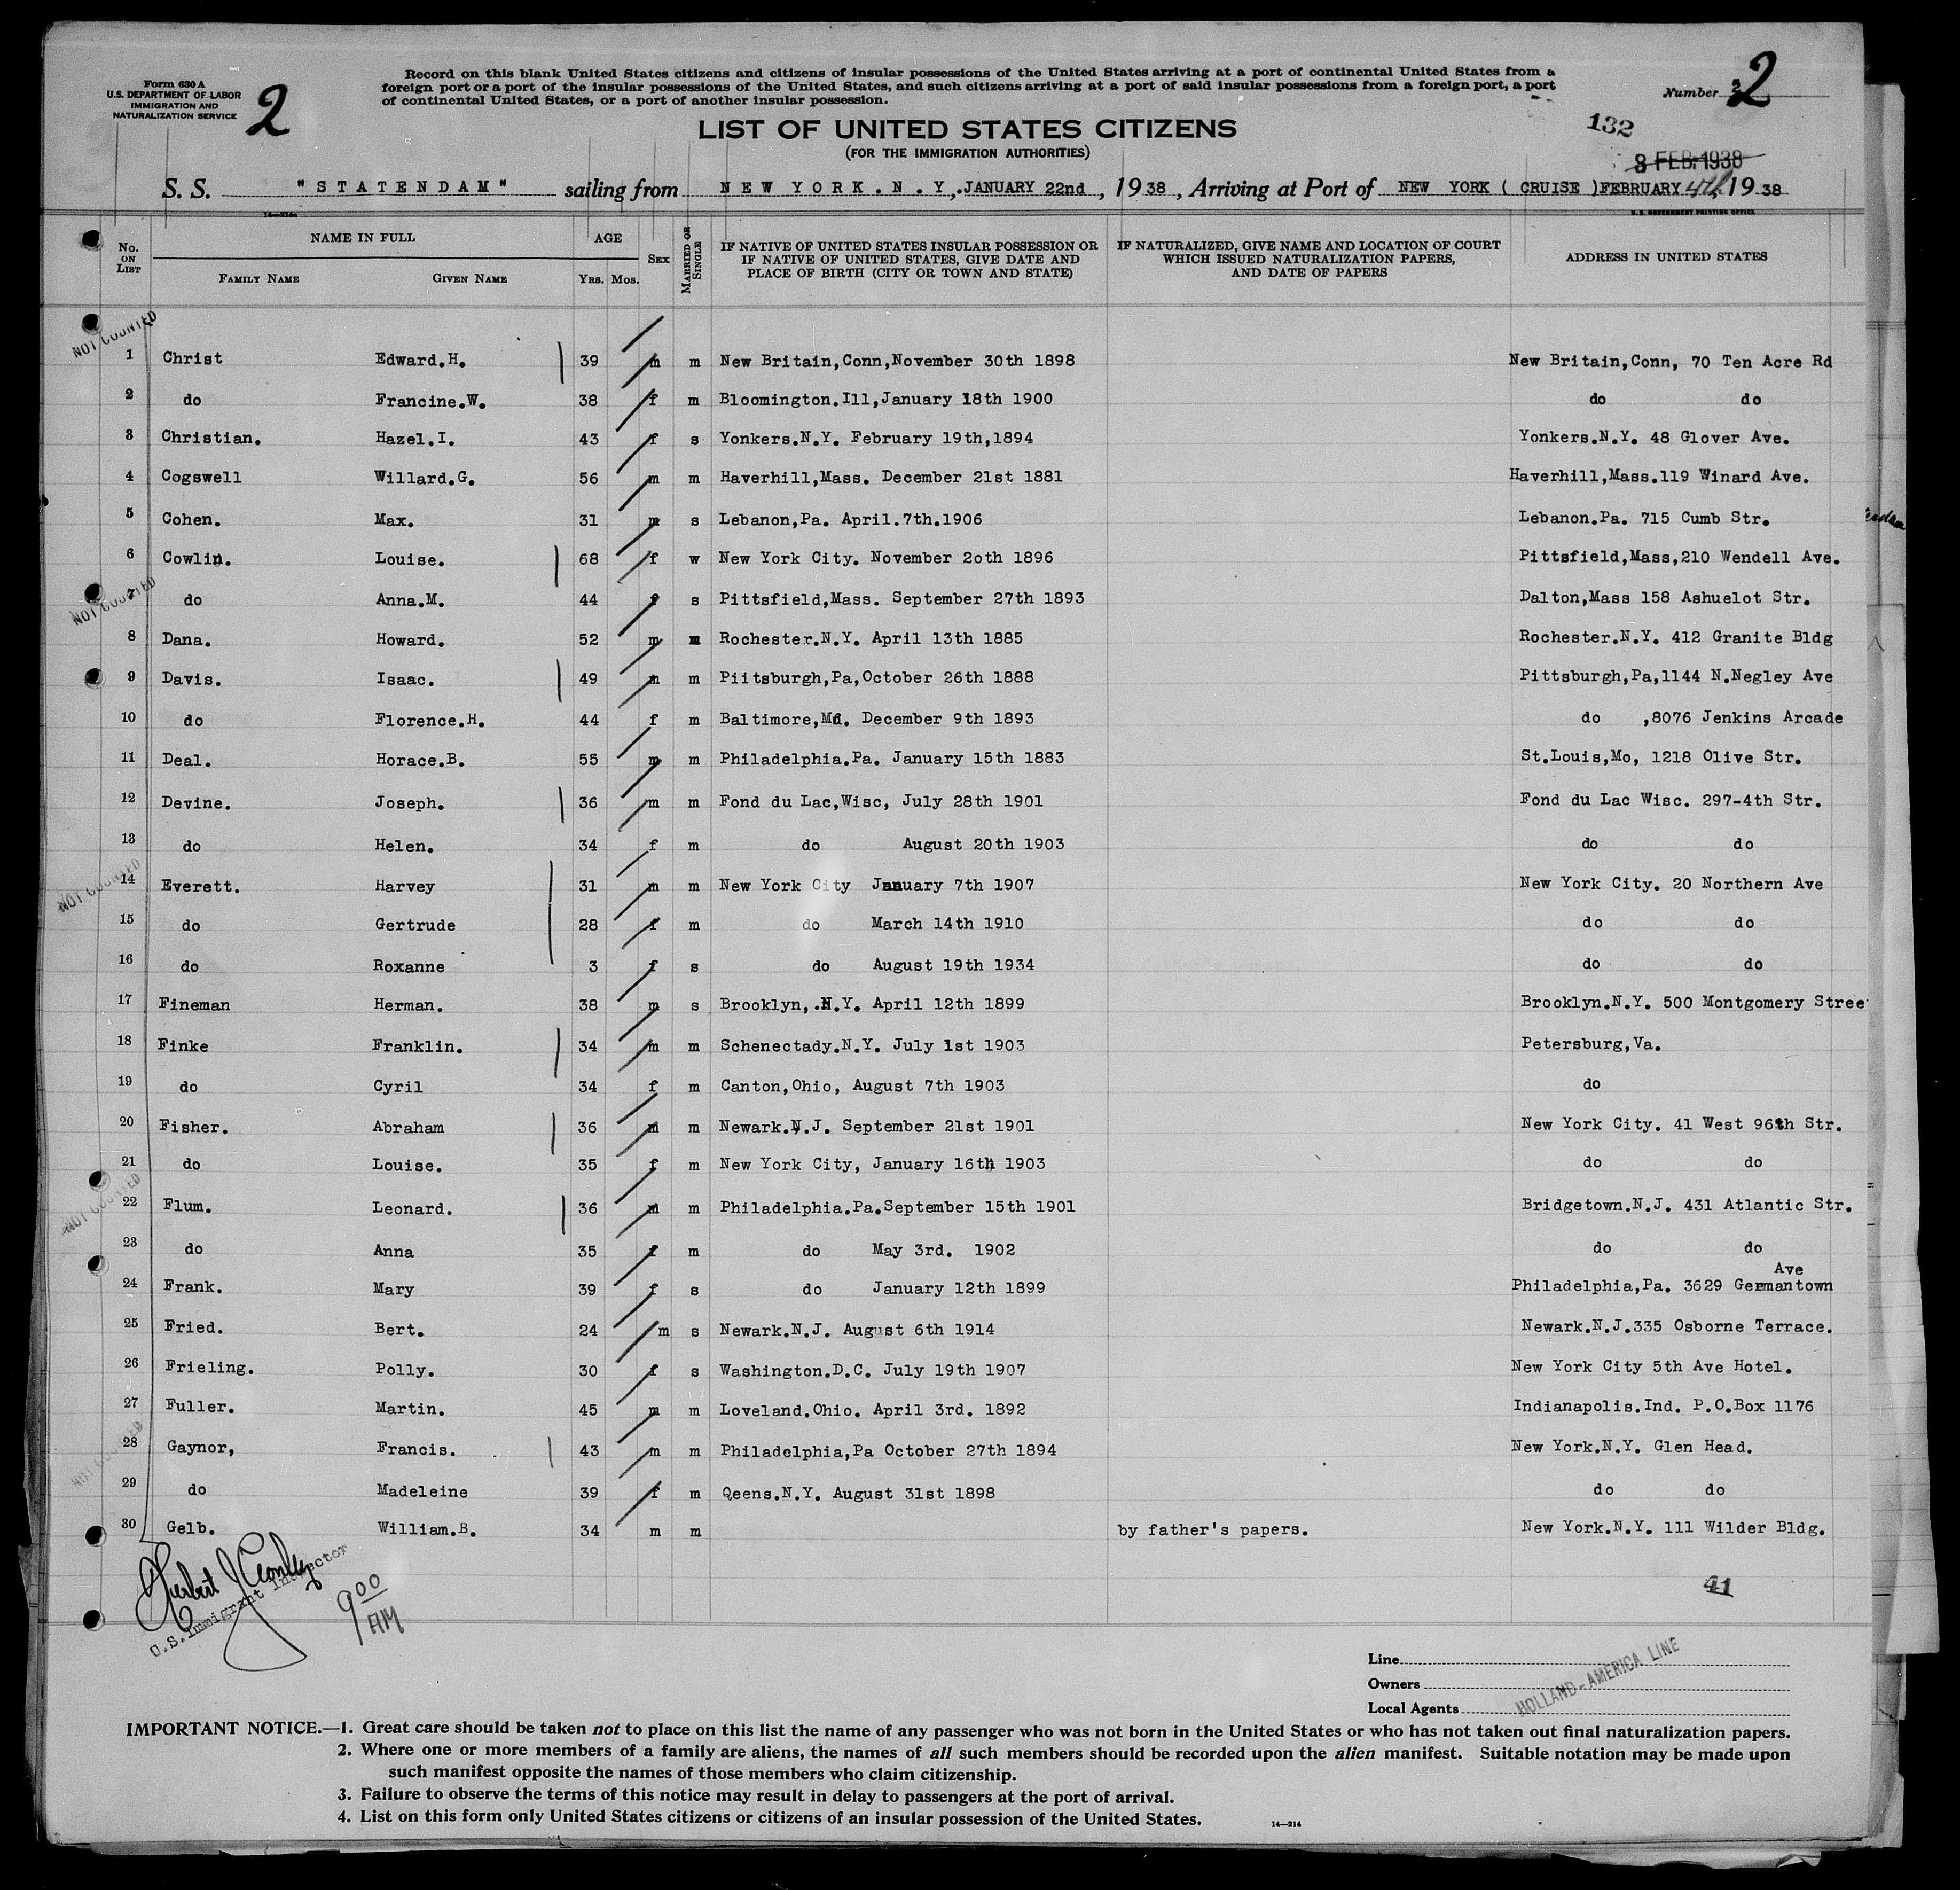 Form 630 A
U.S. DEPARTMENT OF LABOR
IMMIGRATION AND
NATURALIZATION SERVICE
2
Record on this blank United States citizens and citizens of insular possessions of the United States arriving at a port of continental United States from a
foreign port or a port of the insular possessions of the United States, and such citizens arriving at a port of said insular possessions from a foreign port, a port
of continental United States, or a port of another insular possession.
Number 2
LIST OF UNITED STATES CITIZENS
132
(FOR THE IMMIGRATION AUTHORITIES)
8 FEB. 1938
S. S. "STATENDAM" sailing from NEW YORK.N.Y,.JANUARY 22nd, 1938, Arriving at Port of NEW YORK ( CRUISE )FEBRUARY 4th, 1938
14—214a
U. S. GOVERNMENT PRINTING OFFICE
No. ON LIST NAME IN FULL AGE SEX MARRIED OR SINGLE IF NATIVE OF UNITED STATES INSULAR POSSESSION OR IF NATIVE OF UNITED STATES, GIVE DATE AND PLACE OF BIRTH (CITY OR TOWN AND STATE) IF NATURALIZED, GIVE NAME AND LOCATION OF COURT WHICH ISSUED NATURALIZATION PAPERS, AND DATE OF PAPERS ADDRESS IN UNITED STATES
FAMILY NAME GIVEN NAME YRS. MOS.
NOT COUNTED
1 Christ Edward.H. 39 m m New Britain,Conn,November 30th 1898 New Britain,Conn, 70 Ten Acre Rd
2 do Francine.W. 38 f m Bloomington.Ill,January 18th 1900 do do
3 Christian. Hazel.I. 43 f s Yonkers.N.Y. February 19th,1894 Yonkers.N.Y. 48 Glover Ave.
4 Cogswell Willard.G. 56 m m Haverhill,Mass. December 21st 1881 Haverhill,Mass.119 Winard Ave.
5 Cohen. Max. 31 m s Lebanon,Pa. April.7th.1906 Lebanon.Pa. 715 Cumb Str.
6 Cowlin. Louise. 68 f w New York City. November 2oth 1896 Pittsfield,Mass,210 Wendell Ave.
NOT COUNTED
7 do Anna.M. 44 f s Pittsfield,Mass. September 27th 1893 Dalton,Mass 158 Ashuelot Str.
8 Dana. Howard. 52 m m Rochester.N.Y. April 13th 1885 Rochester.N.Y. 412 Granite Bldg
9 Davis. Isaac. 49 m m Piitsburgh,Pa,October 26th 1888 Pittsburgh,Pa,1144 N.Negley Ave
10 do Florence.H. 44 f m Baltimore,Md. December 9th 1893 do ,8076 Jenkins Arcade
11 Deal. Horace.B. 55 m m Philadelphia.Pa. January 15th 1883 St.Louis,Mo, 1218 Olive Str.
12 Devine. Joseph. 36 m m Fond du Lac,Wisc, July 28th 1901 Fond du Lac Wisc. 297-4th Str.
13 do Helen. 34 f m do August 20th 1903 do do
NOT COUNTED
14 Everett. Harvey 31 m m New York City January 7th 1907 New York City. 20 Northern Ave
15 do Gertrude 28 f m do March 14th 1910 do do
16 do Roxanne 3 f s do August 19th 1934 do do
17 Fineman Herman. 38 m s Brooklyn,.N.Y. April 12th 1899 Brooklyn.N.Y. 500 Montgomery Stree
18 Finke Franklin. 34 m m Schenectady.N.Y. July 1st 1903 Petersburg,Va.
19 do Cyril 34 f m Canton,Ohio, August 7th 1903 do
20 Fisher. Abraham 36 m m Newark.N.J. September 21st 1901 New York City. 41 West 96th Str.
21 do Louise. 35 f m New York City, January 16th 1903 do do
NOT COUNTED
22 Flum. Leonard. 36 m m Philadelphia.Pa.September 15th 1901 Bridgetown.N.J. 431 Atlantic Str.
23 do Anna 35 f m do May 3rd. 1902 do do
24 Frank. Mary 39 f s do January 12th 1899 Philadelphia,Pa. 3629 Germantown Ave
25 Fried. Bert. 24 m s Newark.N.J. August 6th 1914 Newark.N.J.335 Osborne Terrace.
26 Frieling. Polly. 30 f s Washington.D.C. July 19th 1907 New York City 5th Ave Hotel.
27 Fuller. Martin. 45 m m Loveland.Ohio. April 3rd. 1892 Indianapolis.Ind. P.O.Box 1176
NOT COUNTED
28 Gaynor, Francis. 43 m m Philadelphia,Pa October 27th 1894 New York.N.Y. Glen Head.
29 do Madeleine 39 f m Qeens.N.Y. August 31st 1898 do do
30 Gelb. William.B. 34 m m by father's papers. New York.N.Y. 111 Wilder Bldg.
Herbert J
U.S. Immigrant Inspector
9 00 AM
41
Line
Owners
Local Agents
HOLLAND-AMERICA LINE
IMPORTANT NOTICE.—1. Great care should be taken not to place on this list the name of any passenger who was not born in the United States or who has not taken out final naturalization papers.
2. Where one or more members of a family are aliens, the names of all such members should be recorded upon the alien manifest. Suitable notation may be made upon
such manifest opposite the names of those members who claim citizenship.
3. Failure to observe the terms of this notice may result in delay to passengers at the port of arrival.
4. List on this form only United States citizens or citizens of an insular possession of the United States.
14—214